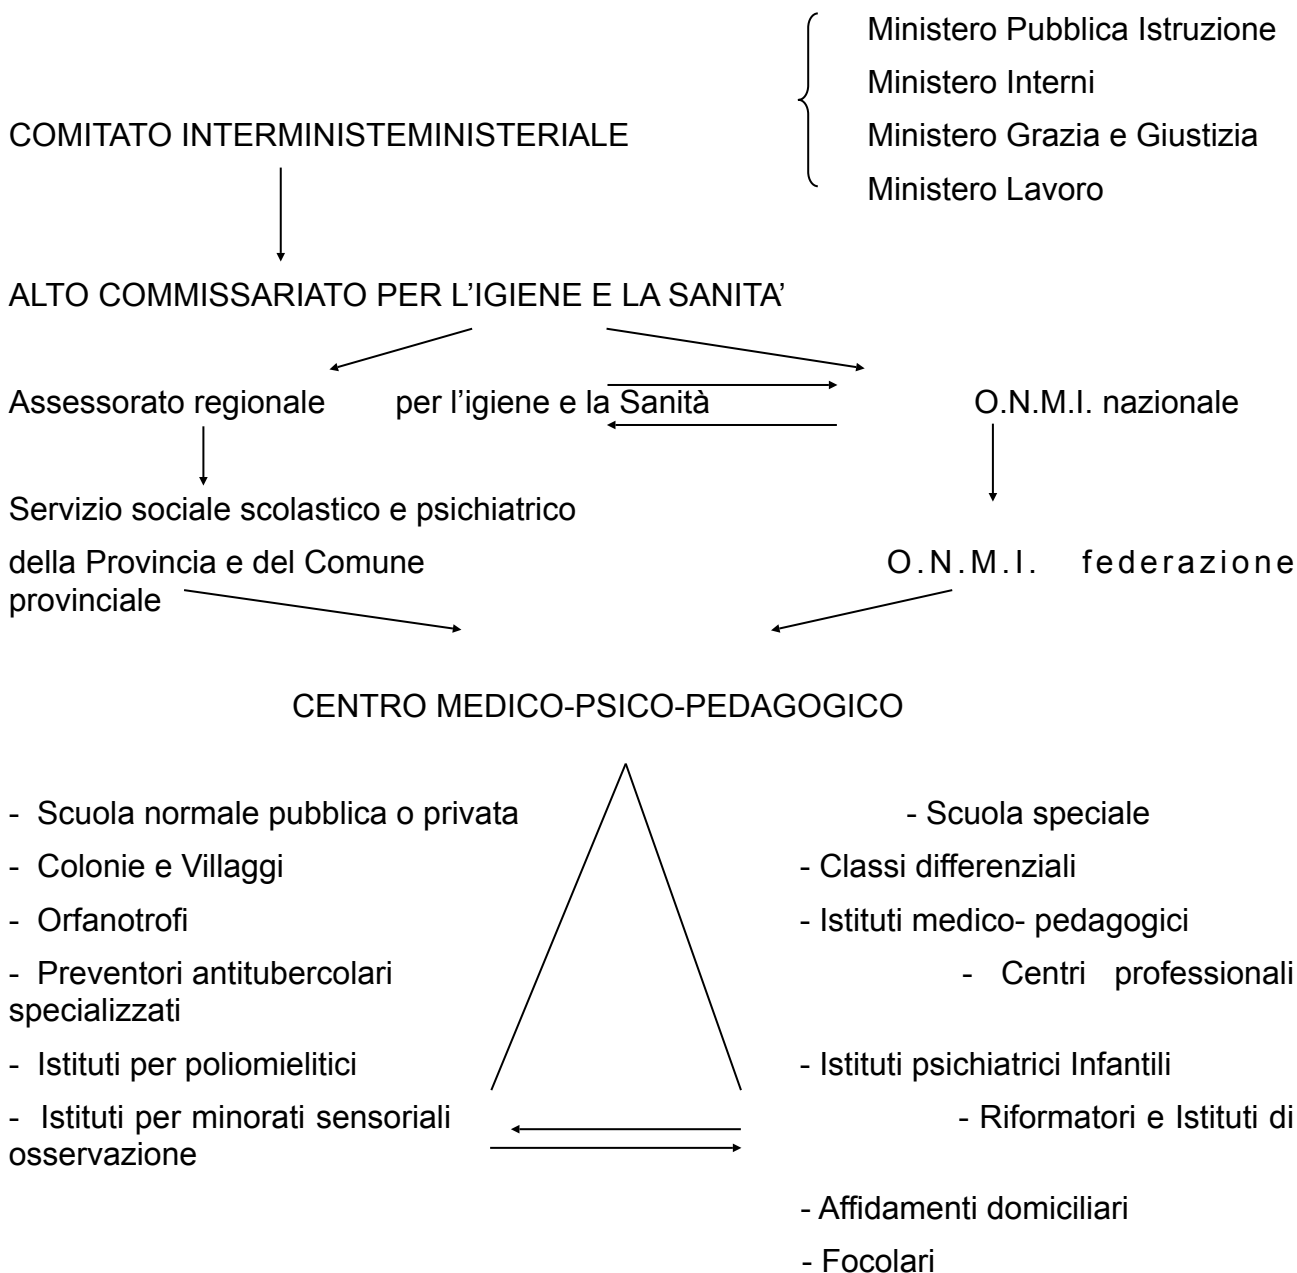 Ministero Pubblica Istruzione
Ministero Interni
COMITATO INTERMINISTEMINISTERIALE Ministero Grazia e Giustizia
Ministero Lavoro
ALTO COMMISSARIATO PER L’IGIENE E LA SANITA’
Assessorato regionale per l’igiene e la Sanità O.N.M.I. nazionale
Servizio sociale scolastico e psichiatrico
della Provincia e del Comune O.N.M.I. federazione
provinciale
CENTRO MEDICO-PSICO-PEDAGOGICO
- Scuola normale pubblica o privata - Scuola speciale
- Colonie e Villaggi - Classi differenziali
- Orfanotrofi - Istituti medico- pedagogici
- Preventori antitubercolari - Centri professionali
specializzati
- Istituti per poliomielitici - Istituti psichiatrici Infantili
- Istituti per minorati sensoriali - Riformatori e Istituti di
osservazione
- Affidamenti domiciliari
- Focolari